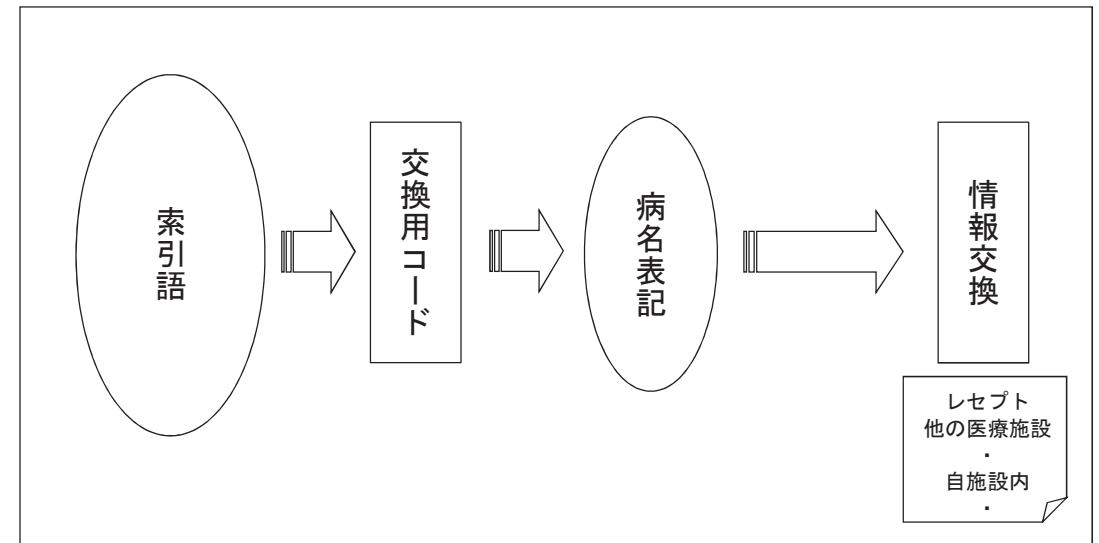 索引語
交換用コード
病名表記
情報交換
レセプト
他の医療施設
・
自施設内
・